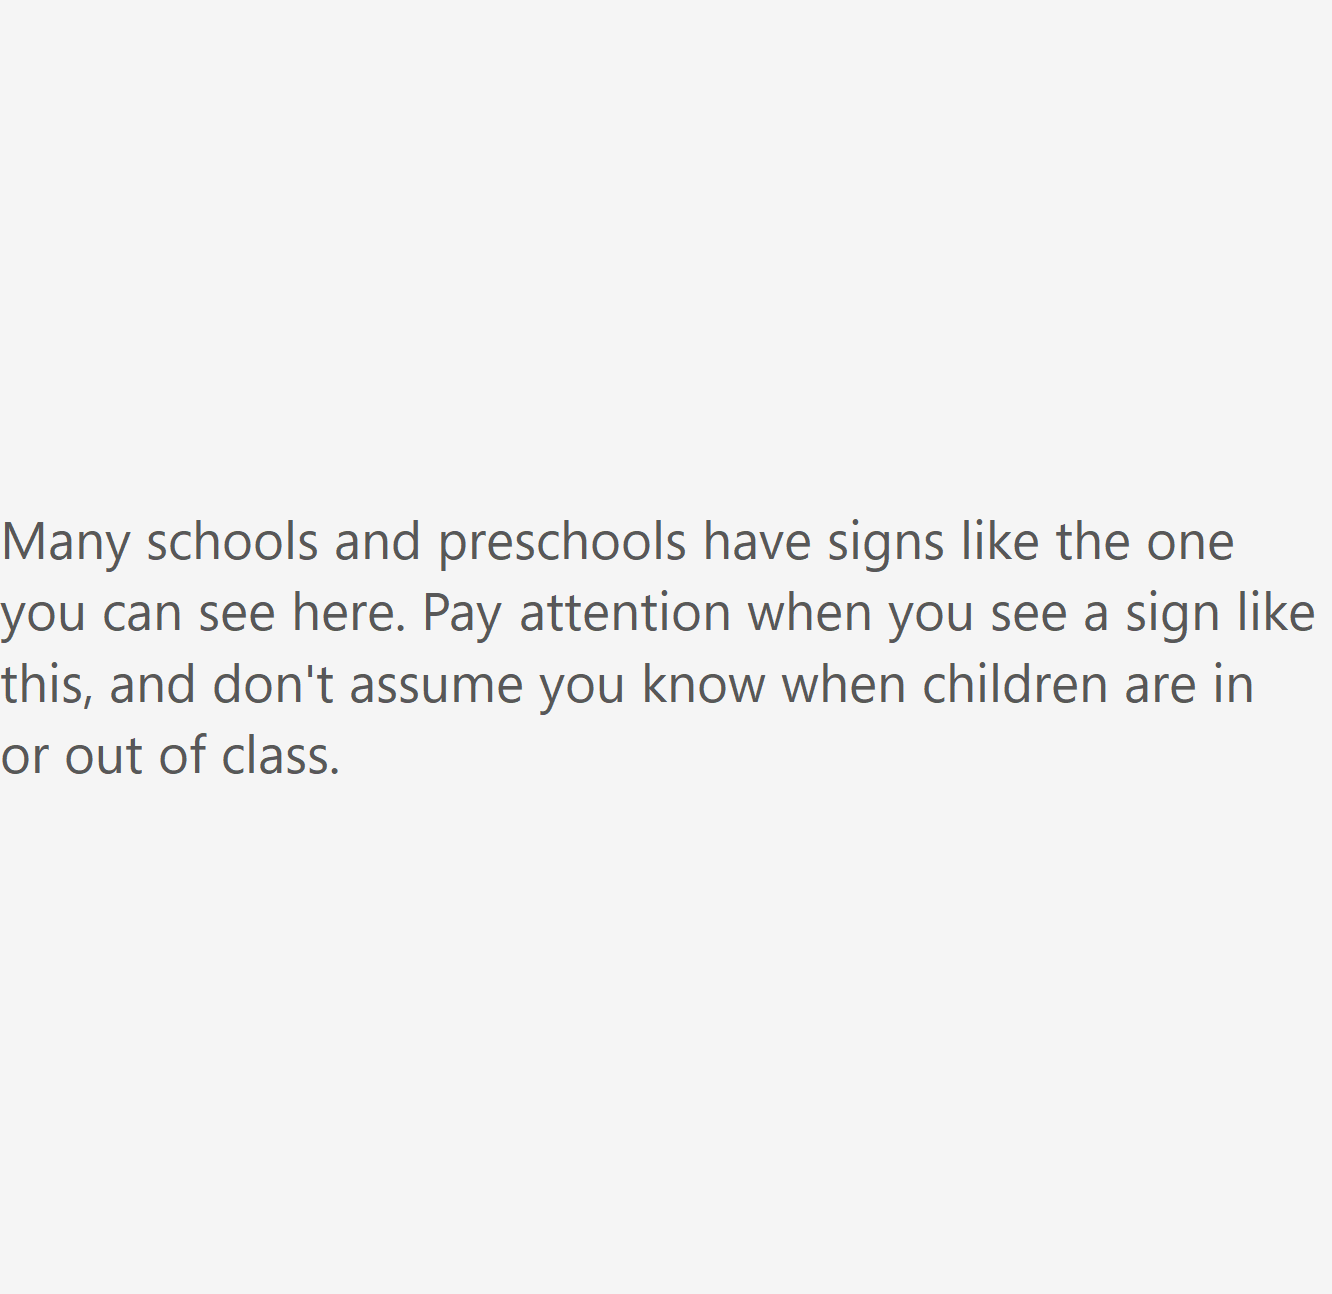 Many schools and preschools have signs like the one
you can see here. Pay attention when you see a sign like
this, and don't assume you know when children are in
or out of class.